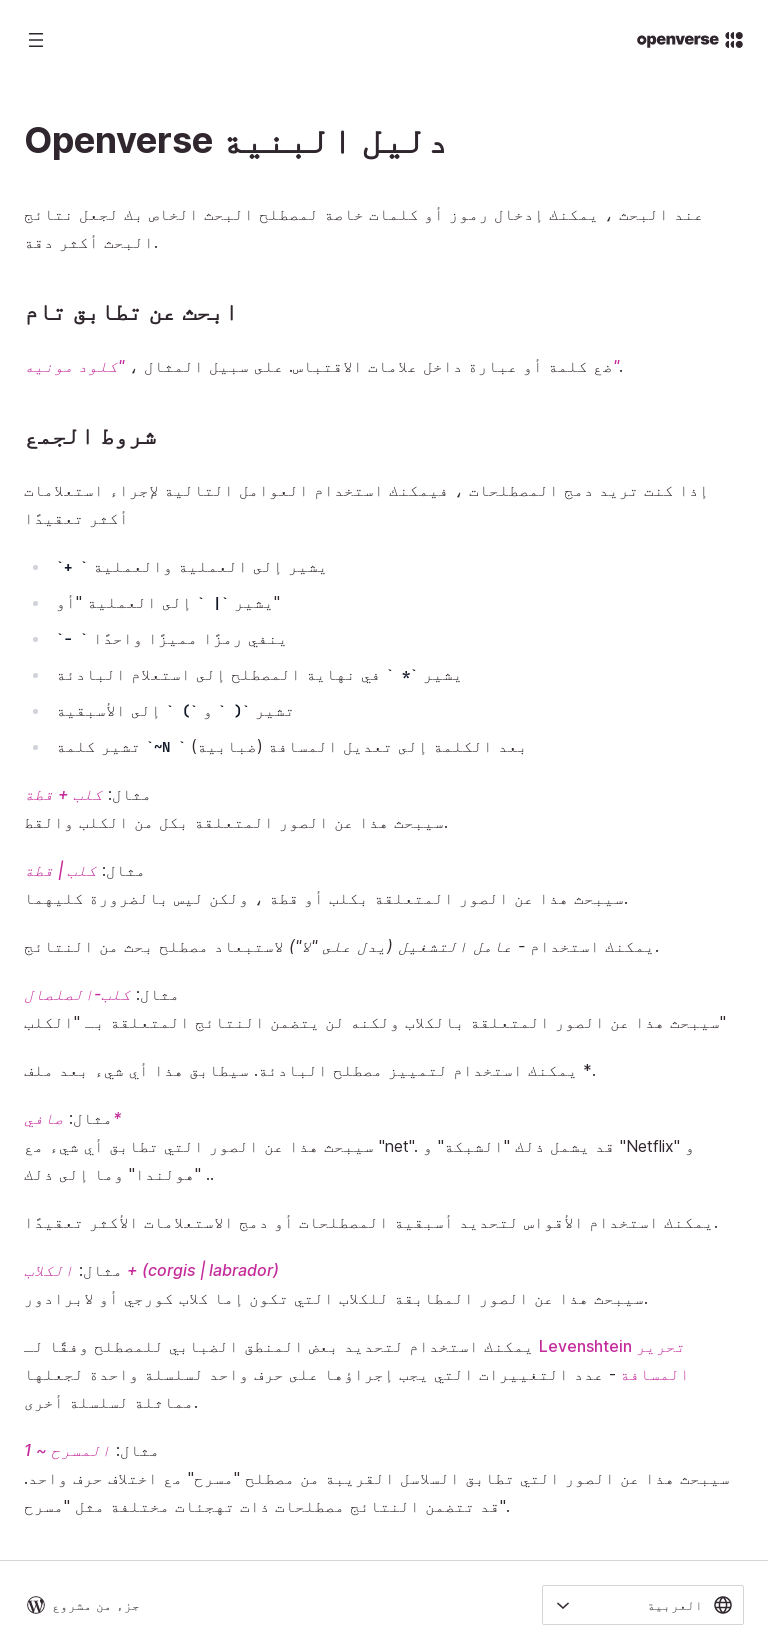 openverse
Openverse دليل البنية
عند البحث ، يمكنك إدخال رموز أو كلمات خاصة لمصطلح البحث الخاص بك لجعل نتائج
البحث أكثر دقة.
ابحث عن تطابق تام
ضع كلمة أو عبارة داخل علامات الاقتباس. على سبيل المثال ، "كلود مونيه".
شروط الجمع
إذا كنت تريد دمج المصطلحات ، فيمكنك استخدام العوامل التالية لإجراء استعلامات
أكثر تعقيدًا
`+ ` يشير إلى العملية والعملية
يشير `| ` إلى العملية "أو"
`- ` ينفي رمزًا مميزًا واحدًا
يشير `* ` في نهاية المصطلح إلى استعلام البادئة
تشير `( ` و `) ` إلى الأسبقية
تشير كلمة `~N ` بعد الكلمة إلى تعديل المسافة (ضبابية)
مثال: كلب + قطة
سيبحث هذا عن الصور المتعلقة بكل من الكلب والقط.
مثال: كلب | قطة
سيبحث هذا عن الصور المتعلقة بكلب أو قطة ، ولكن ليس بالضرورة كليهما.
يمكنك استخدام - عامل التشغيل (يدل على "لا") لاستبعاد مصطلح بحث من النتائج.
مثال: كلب-الصلصال
سيبحث هذا عن الصور المتعلقة بالكلاب ولكنه لن يتضمن النتائج المتعلقة بـ "الكلب"
يمكنك استخدام لتمييز مصطلح البادئة. سيطابق هذا أي شيء بعد ملف *.
مثال: صافي*
سيبحث هذا عن الصور التي تطابق أي شيء مع "net". قد يشمل ذلك "الشبكة" و "Netflix" و
"هولندا" وما إلى ذلك ..
يمكنك استخدام الأقواس لتحديد أسبقية المصطلحات أو دمج الاستعلامات الأكثر تعقيدًا.
مثال: الكلاب + (corgis | labrador)
سيبحث هذا عن الصور المطابقة للكلاب التي تكون إما كلاب كورجي أو لابرادور.
يمكنك استخدام لتحديد بعض المنطق الضبابي للمصطلح وفقًا لـ Levenshtein تحرير
المسافة - عدد التغييرات التي يجب إجراؤها على حرف واحد لسلسلة واحدة لجعلها
مماثلة لسلسلة أخرى.
مثال: المسرح ~ 1
سيبحث هذا عن الصور التي تطابق السلاسل القريبة من مصطلح "مسرح" مع اختلاف حرف واحد.
قد تتضمن النتائج مصطلحات ذات تهجئات مختلفة مثل "مسرح".
جزء من مشروع
العربية